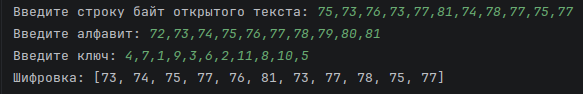 Введите строку байт открытого текста: 75,73,76,73,77,81,74,78,77,75,77
Введите алфавит: 72,73,74,75,76,77,78,79,80,81
Введите ключ: 4,7,1,9,3,6,2,11,8,10,5
Шифровка: [73, 74, 75, 77, 76, 81, 73, 77, 78, 75, 77]